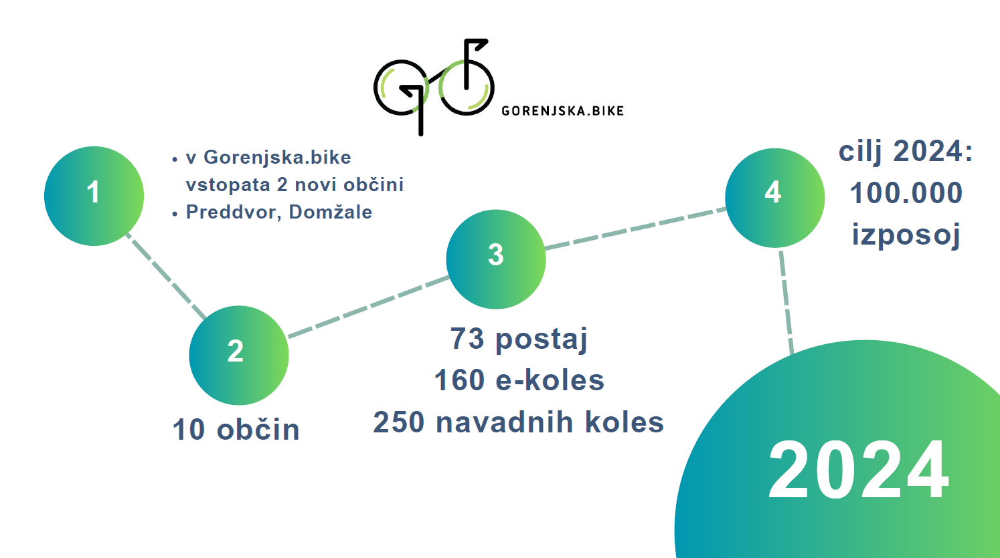 GORENJSKA.BIKE
1
• v Gorenjska.bike
vstopata 2 novi občini
• Preddvor, Domžale
2
10 občin
3
73 postaj
160 e-koles
250 navadnih koles
4
cilj 2024:
100.000
izposoj
2024